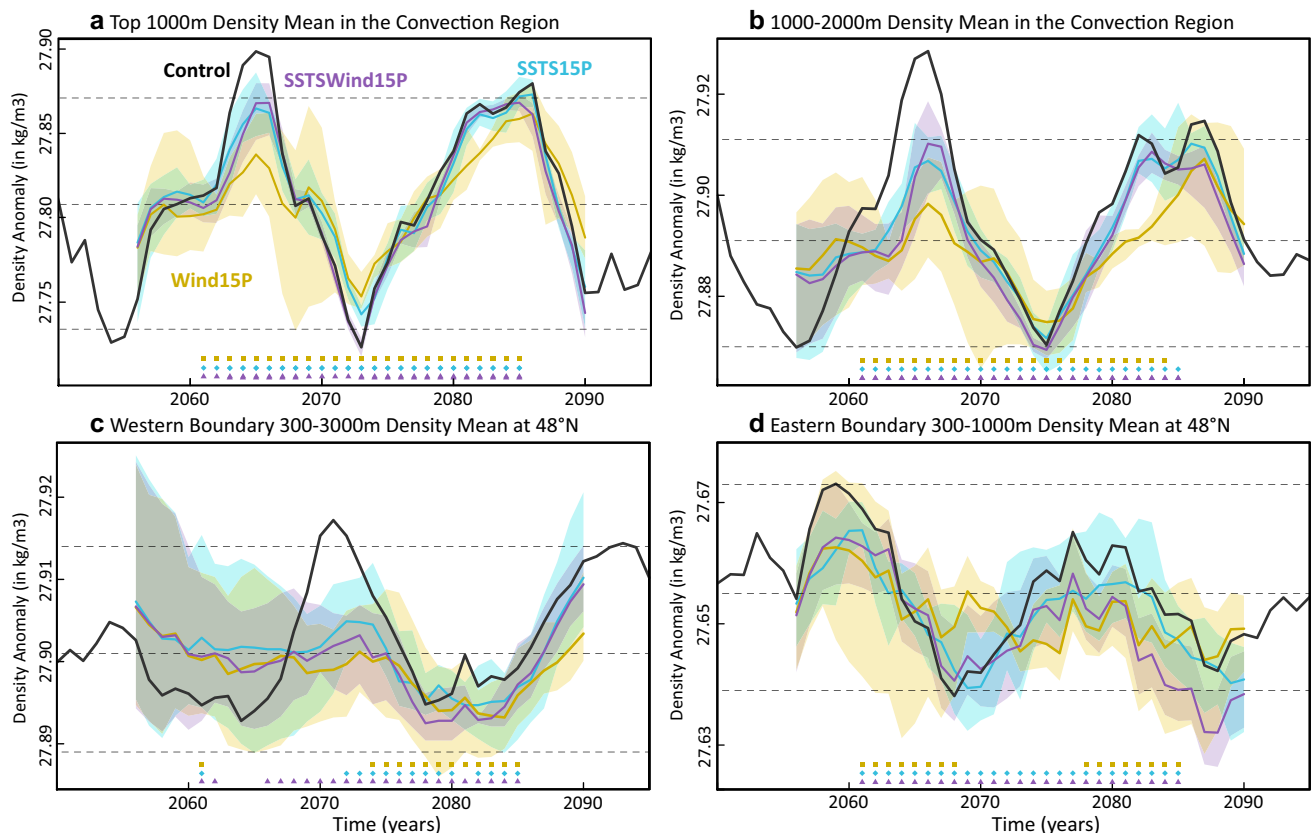 a Top 1000m Density Mean in the Convection Region
Density Anomaly (in kg/m3)
27.90
27.85
27.80
27.75
Control
SSTSWind15P
SSTS15P
Wind15P
2060
2070
2080
2090
b 1000-2000m Density Mean in the Convection Region
Density Anomaly (in kg/m3)
27.92
27.90
27.88
2060
2070
2080
2090
c Western Boundary 300-3000m Density Mean at 48°N
Density Anomaly (in kg/m3)
27.92
27.91
27.90
27.89
2060
2070
2080
2090
Time (years)
d Eastern Boundary 300-1000m Density Mean at 48°N
Density Anomaly (in kg/m3)
27.67
27.65
27.63
2060
2070
2080
2090
Time (years)